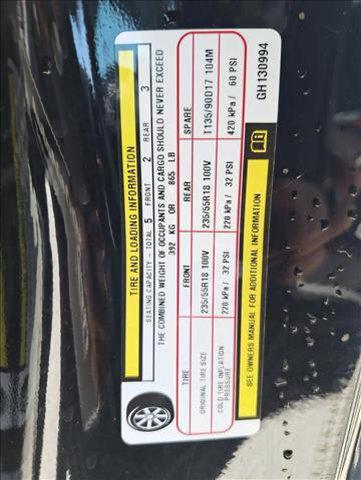 TIRE AND LOADING INFORMATION
SEATING CAPACITY - TOTAL 5 FRONT 2 REAR 3
THE COMBINED WEIGHT OF OCCUPANTS AND CARGO SHOULD NEVER EXCEED
392 KG OR 865 LB
TIRE FRONT REAR SPARE
ORIGINAL TIRE SIZE 235/55R18 100V 235/55R18 100V T135/90D17 104M
COLD TIRE INFLATION PRESSURE 220 kPa / 32 PSI 220 kPa / 32 PSI 420 kPa / 60 PSI
SEE OWNERS MANUAL FOR ADDITIONAL INFORMATION
GH130994